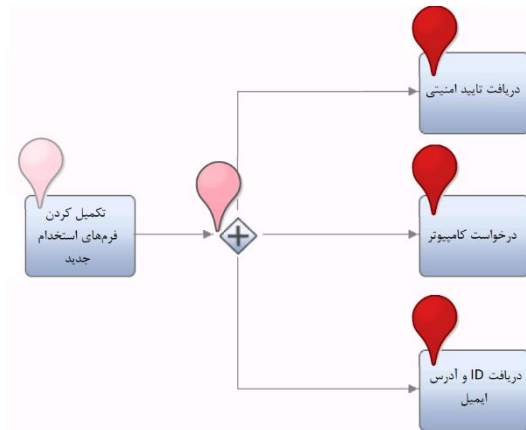 دریافت تایید امنیتی
تکمیل کردن
فرم‌های استخدام
جدید
درخواست کامپیوتر
دریافت ID و آدرس
ایمیل